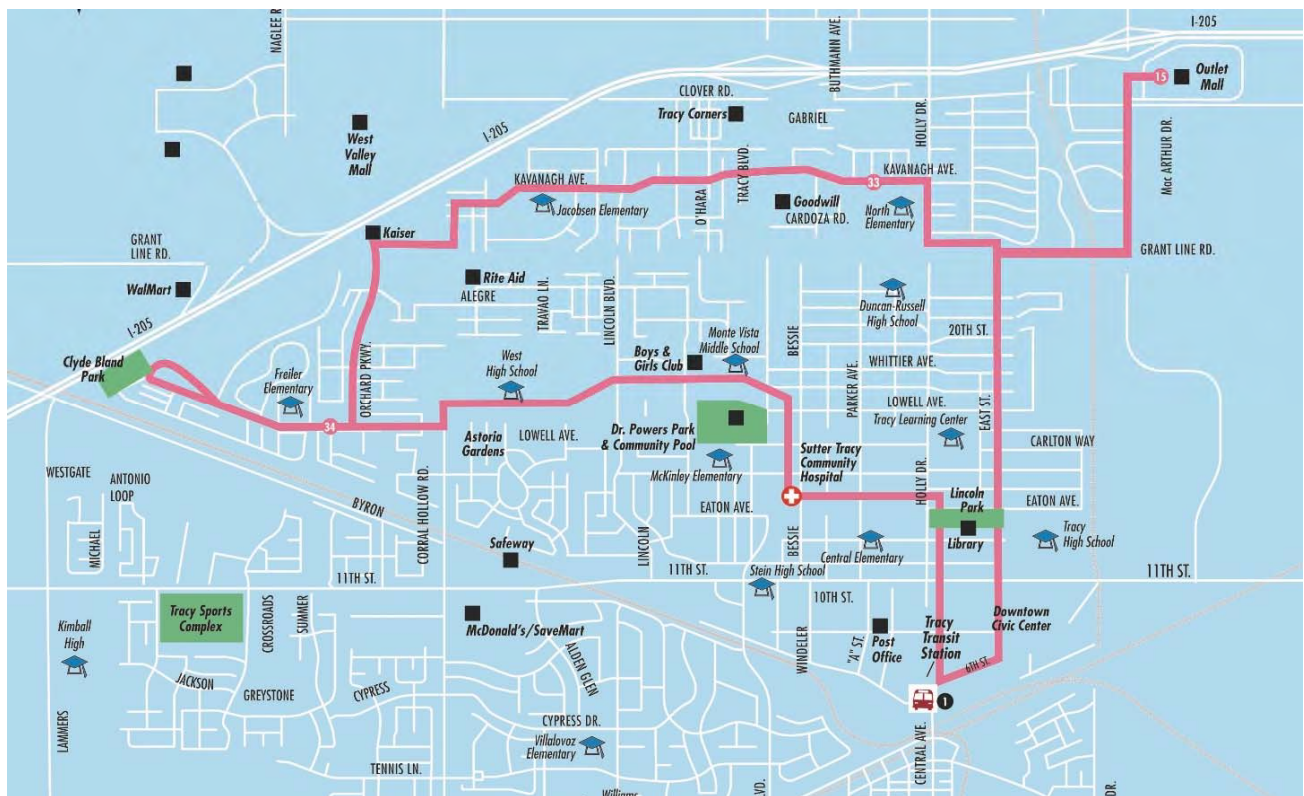 I-205
NAGLEE R
BUTHMANN AVE.
I-205
Outlet
Mall
15
CLOVER RD.
Tracy Corners
GABRIEL
HOLLY DR.
West
Valley
Mall
I-205
Mac ARTHUR DR.
KAVANAGH AVE.
TRACY BLVD.
33
KAVANAGH AVE.
Jacobsen Elementary
O'HARA
Goodwill
CARDOZA RD.
North
Elementary
Kaiser
GRANT
LINE RD.
GRANT LINE RD.
WalMart
Rite Aid
ALEGRE
TRAVAO LN.
LINCOLN BLVD.
Duncan-Russell
High School
I-205
20TH ST.
Monte Vista
Middle School
BESSIE
Clyde Bland
Park
Freiler
Elementary
ORCHARD PKWY.
West
High School
Boys &
Girls Club
WHITTIER AVE.
PARKER AVE
LOWELL AVE.
Tracy Learning Center
EAST ST.
34
LOWELL AVE.
Dr. Powers Park
& Community Pool
Astoria
Gardens
Sutter Tracy
Community
Hospital
CARLTON WAY
WESTGATE
ANTONIO
LOOP
McKinley Elementary
HOLLY DR.
Lincoln
Park
EATON AVE.
BYRON
CORRAL HOLLOW RD.
EATON AVE.
MICHAEL
LINCOLN
BESSIE
Library
Tracy
High School
Safeway
Central Elementary
11TH ST.
11TH ST.
Stein High School
11TH ST.
10TH ST.
Tracy Sports
Complex
CROSSROADS
SUMMER
McDonald's/SaveMart
Downtown
Civic Center
Tracy
Transit
Station
Kimball
High
"A" ST.
Post
Office
WINDELER
ALDEN GLEN
6TH ST.
JACKSON
GREYSTONE
CYPRESS
1
LAMMERS
CYPRESS DR.
Villalovoz
Elementary
CENTRAL AVE.
TENNIS LN.
Williams
LVD.
DR.